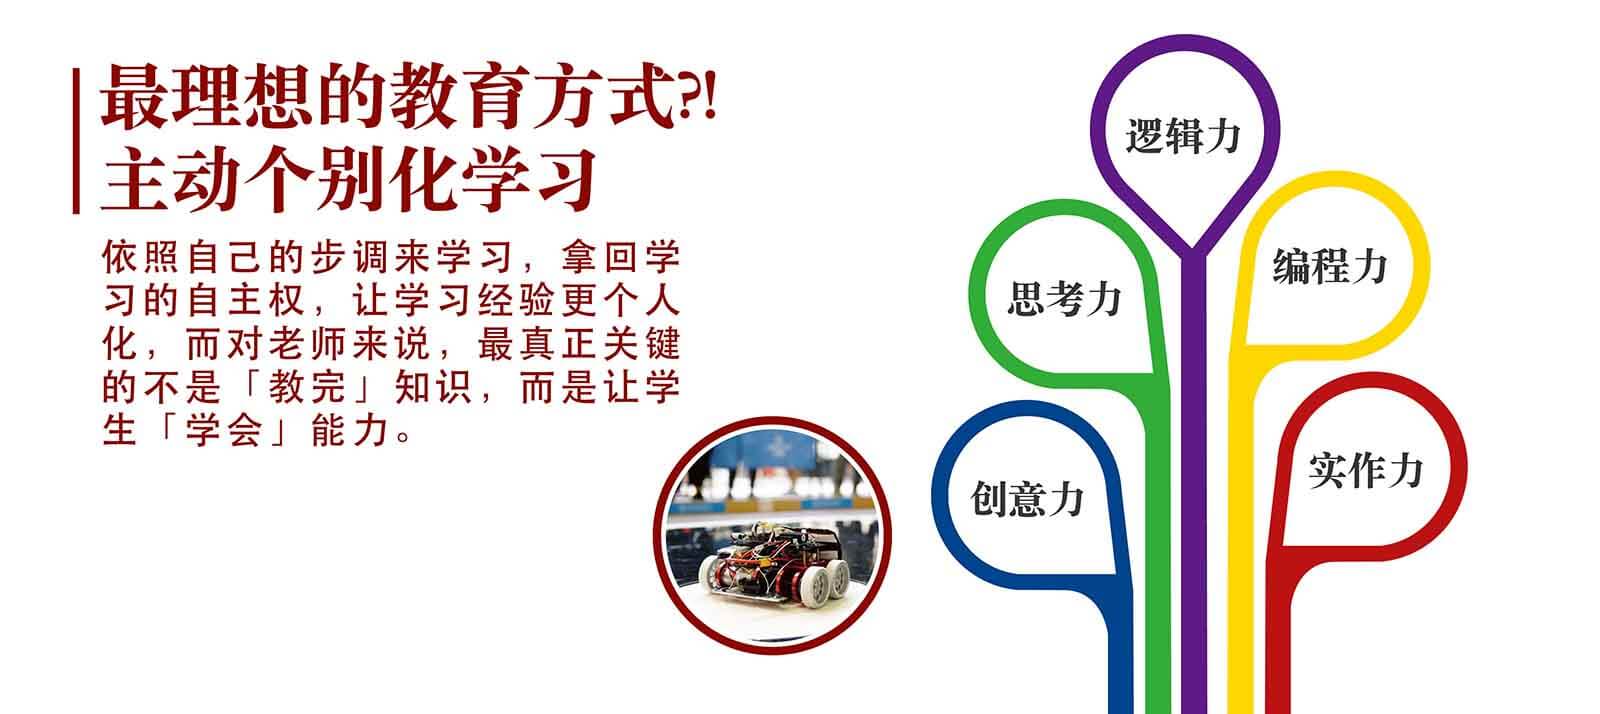 最理想的教育方式?!
主动个别化学习
依照自己的步调来学习，拿回学
习的自主权，让学习经验更个人
化，而对老师来说，最真正关键
的不是「教完」知识，而是让学
生「学会」能力。
逻辑力
编程力
思考力
实作力
创意力